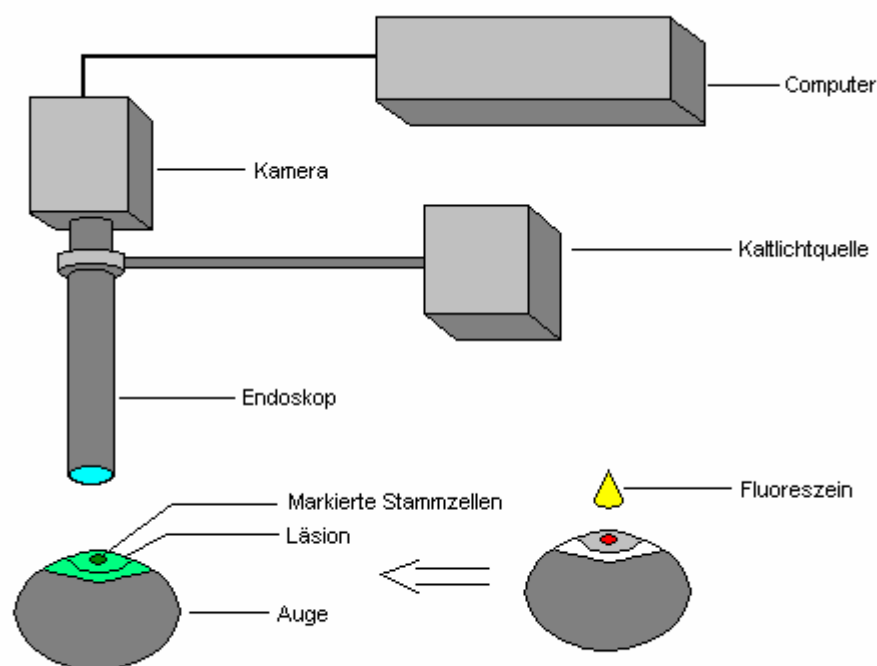 Computer
Kamera
Kaltlichtquelle
Endoskop
Fluoreszein
Markierte Stammzellen
Läsion
Auge